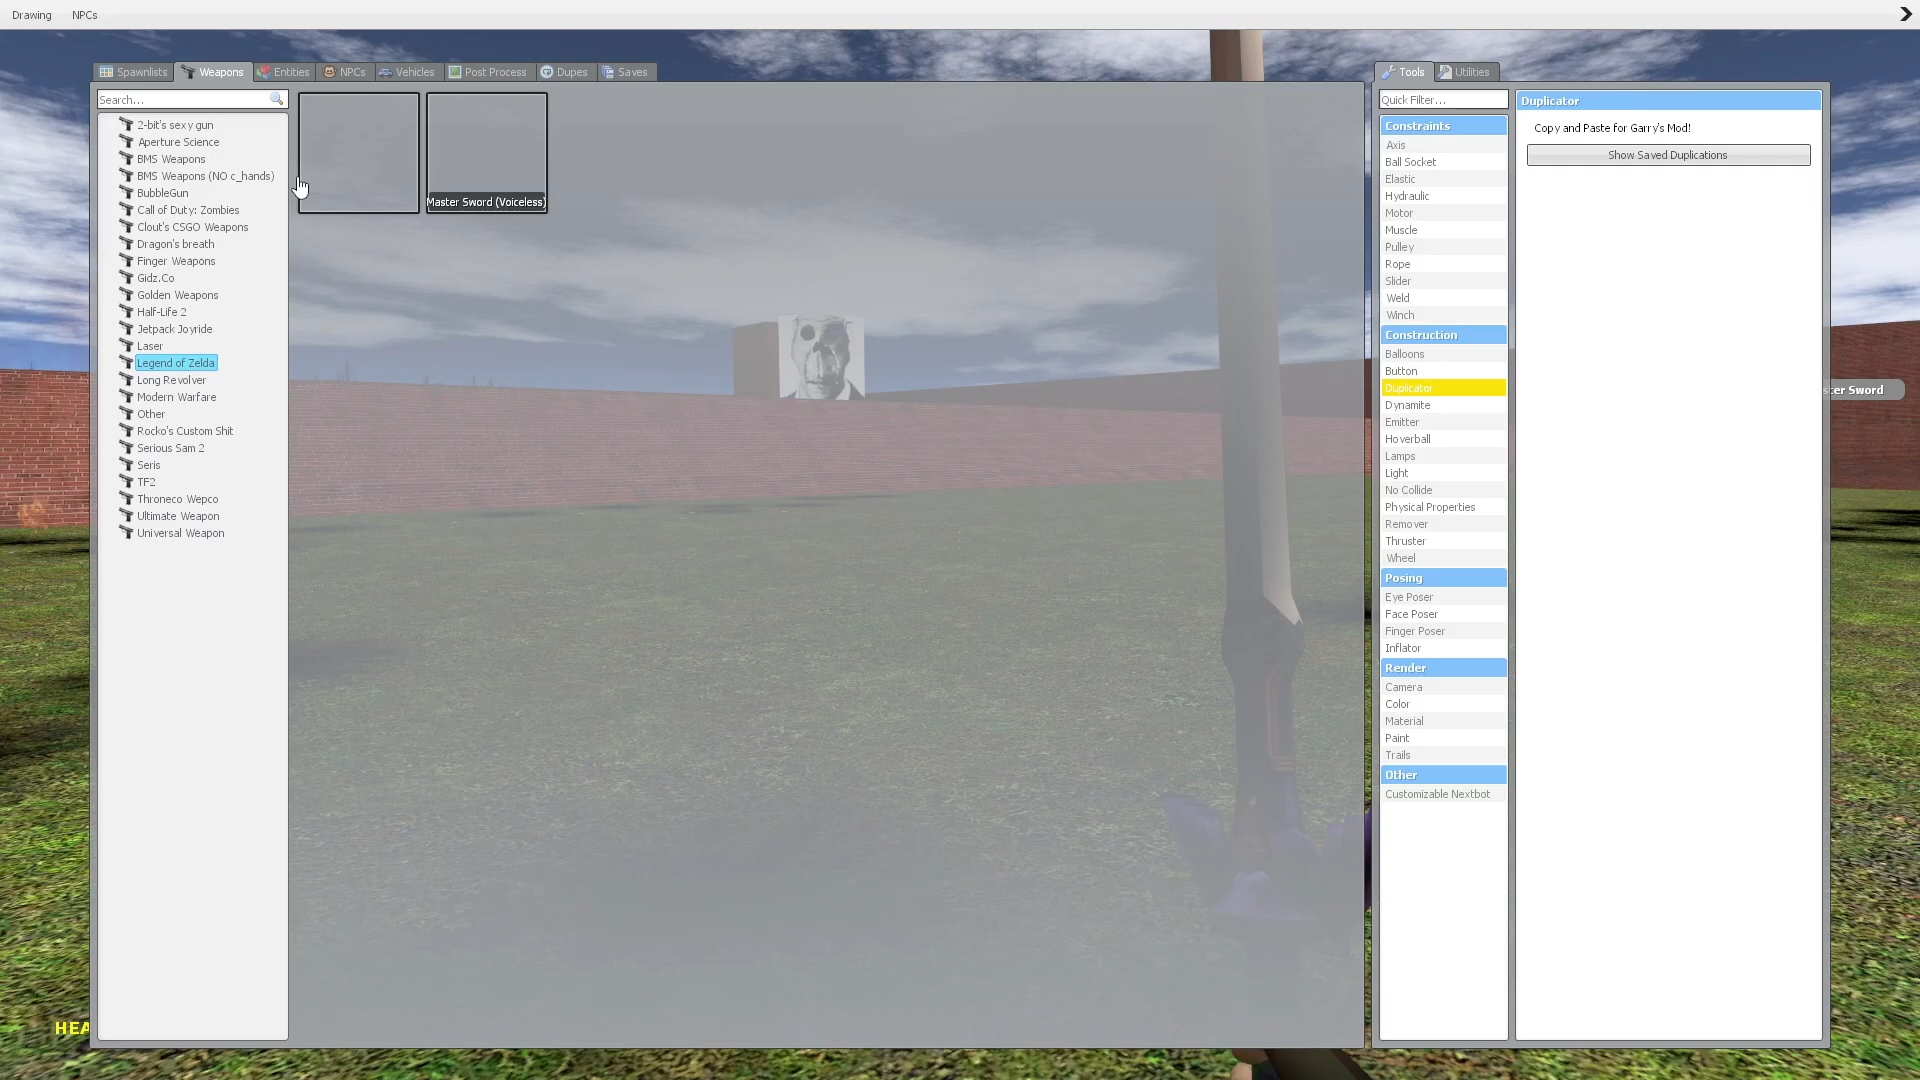 Drawing
NPCs
Spawnlists
Weapons
Entities
NPCs
Vehicles
Post Process
Dupes
Saves
Search...
2-bit's sexy gun
Aperture Science
BMS Weapons
BMS Weapons (NO c_hands)
BubbleGun
Call of Duty: Zombies
Clout's CSGO Weapons
Dragon's breath
Finger Weapons
Gidz.Co
Golden Weapons
Half-Life 2
Jetpack Joyride
Laser
Legend of Zelda
Long Revolver
Modern Warfare
Other
Rocko's Custom Shit
Serious Sam 2
Seris
TF2
Throneco Wepco
Ultimate Weapon
Universal Weapon
Master Sword (Voiceless)
Tools
Utilities
Quick Filter...
Constraints
Axis
Ball Socket
Elastic
Hydraulic
Motor
Muscle
Pulley
Rope
Slider
Weld
Winch
Construction
Balloons
Button
Duplicator
Dynamite
Emitter
Hoverball
Lamps
Light
No Collide
Physical Properties
Remover
Thruster
Wheel
Posing
Eye Poser
Face Poser
Finger Poser
Inflator
Render
Camera
Color
Material
Paint
Trails
Other
Customizable Nextbot
Duplicator
Copy and Paste for Garry's Mod!
Show Saved Duplications
ter Sword
HEA